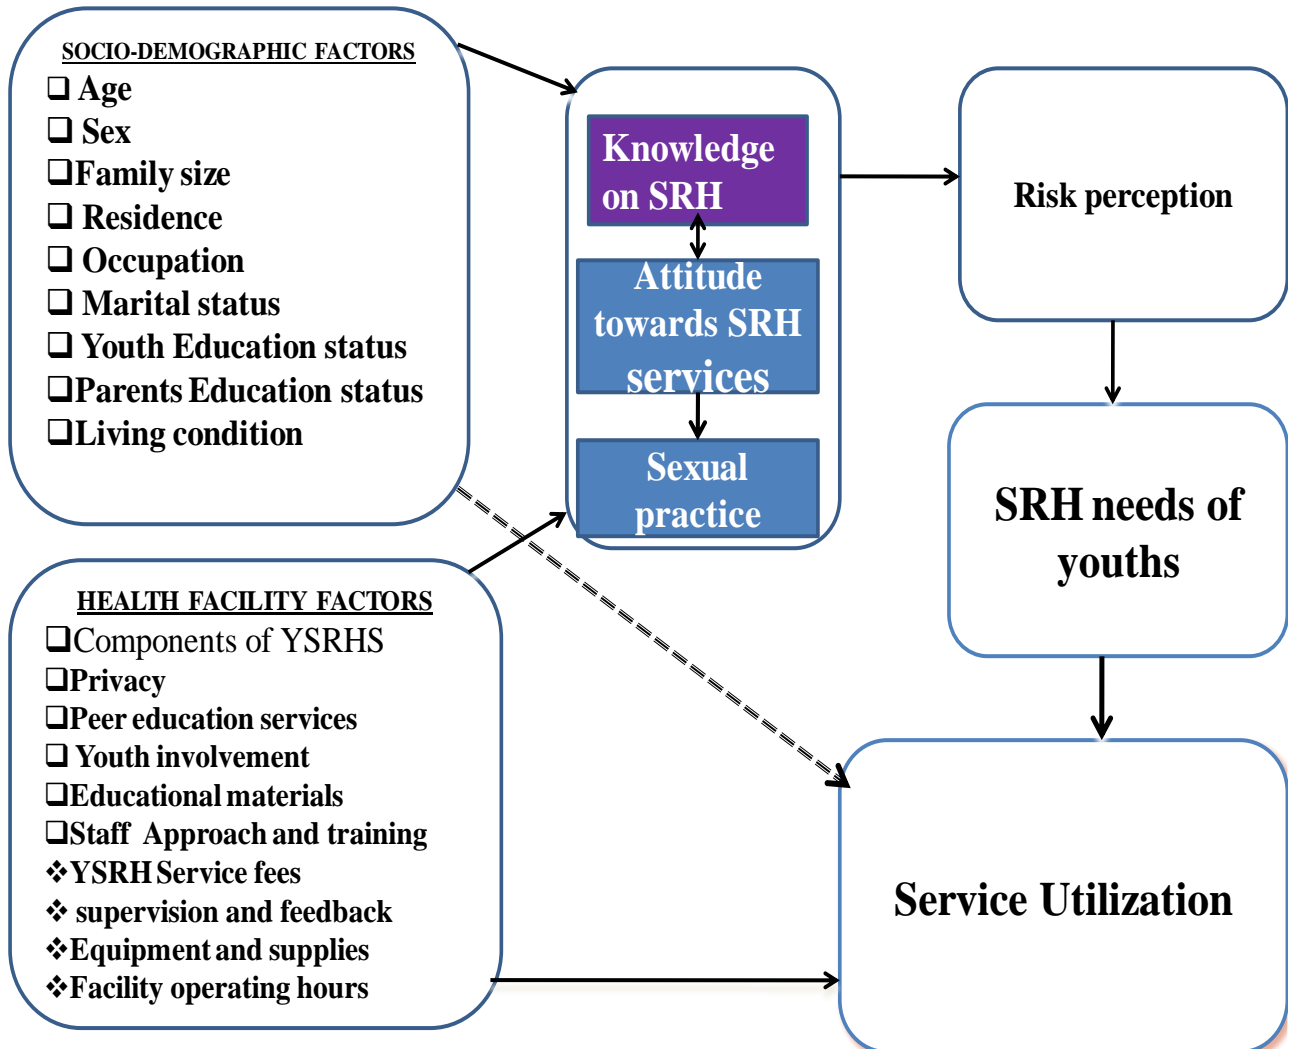 SOCIO-DEMOGRAPHIC FACTORS
❑ Age
❑ Sex
❑Family size
❑ Residence
❑ Occupation
❑ Marital status
❑ Youth Education status
❑Parents Education status
❑Living condition
Knowledge
on SRH
Attitude
towards SRH
services
Sexual
practice
Risk perception
SRH needs of
youths
HEALTH FACILITY FACTORS
❑Components of YSRHS
❑Privacy
❑Peer education services
❑ Youth involvement
❑Educational materials
❑Staff Approach and training
❖YSRH Service fees
❖ supervision and feedback
❖Equipment and supplies
❖Facility operating hours
Service Utilization